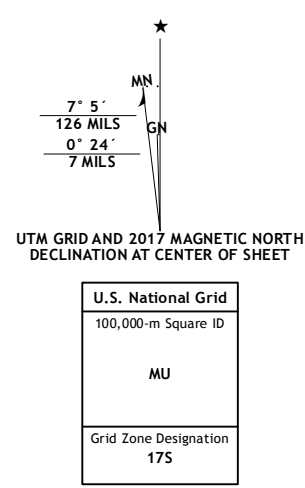 ★
MN
7° 5´
126 MILS
GN
0° 24´
7 MILS
UTM GRID AND 2017 MAGNETIC NORTH
DECLINATION AT CENTER OF SHEET
U.S. National Grid
100,000-m Square ID
MU
Grid Zone Designation
17S